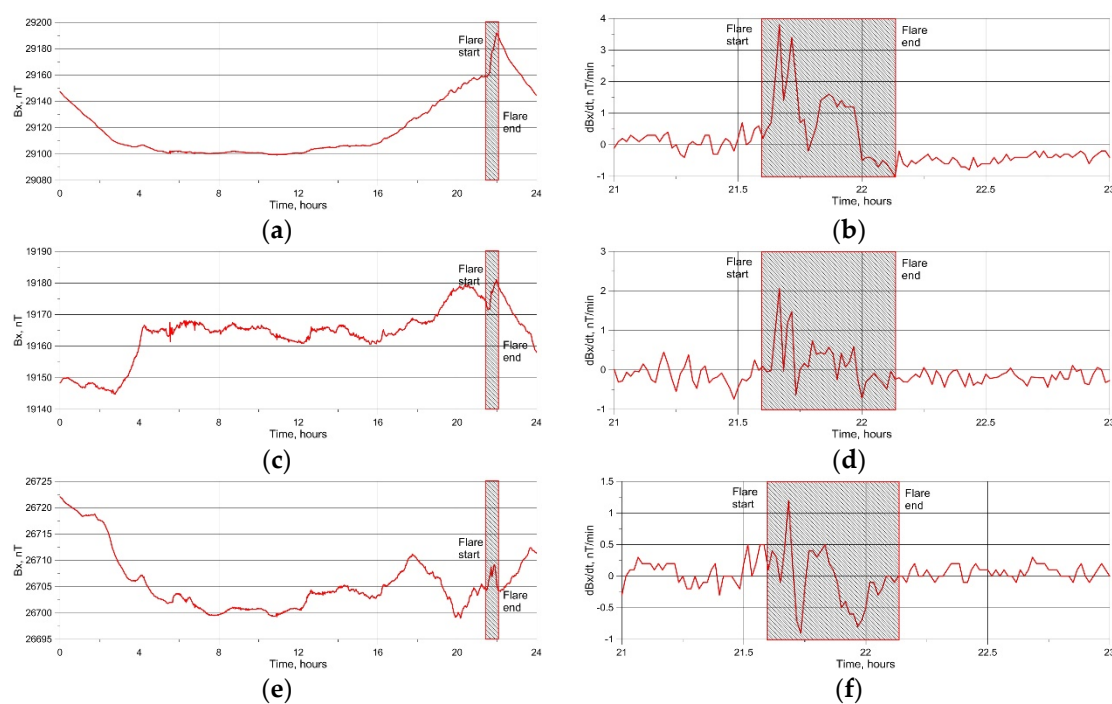 29200
29180
29160
29140
29120
29100
29080
Bx, nT
Flare
start
Flare
end
0 4 8 12 16 20 24
Time, hours
(a)
4
3
2
1
0
-1
dBx/dt, nT/min
Flare
start
Flare
end
21 21.5 22 22.5 23
Time, hours
(b)
19190
19180
19170
19160
19150
19140
Bx, nT
Flare
start
Flare
end
0 4 8 12 16 20 24
Time, hours
(c)
3
2
1
0
-1
dBx/dt, nT/min
Flare
start
Flare
end
21 21.5 22 22.5 23
Time, hours
(d)
26725
26720
26715
26710
26705
26700
26695
Bx, nT
Flare
start
Flare
end
0 4 8 12 16 20 24
Time, hours
(e)
1.5
1
0.5
0
-0.5
-1
dBx/dt, nT/min
Flare
start
Flare
end
21 21.5 22 22.5 23
Time, hours
(f)